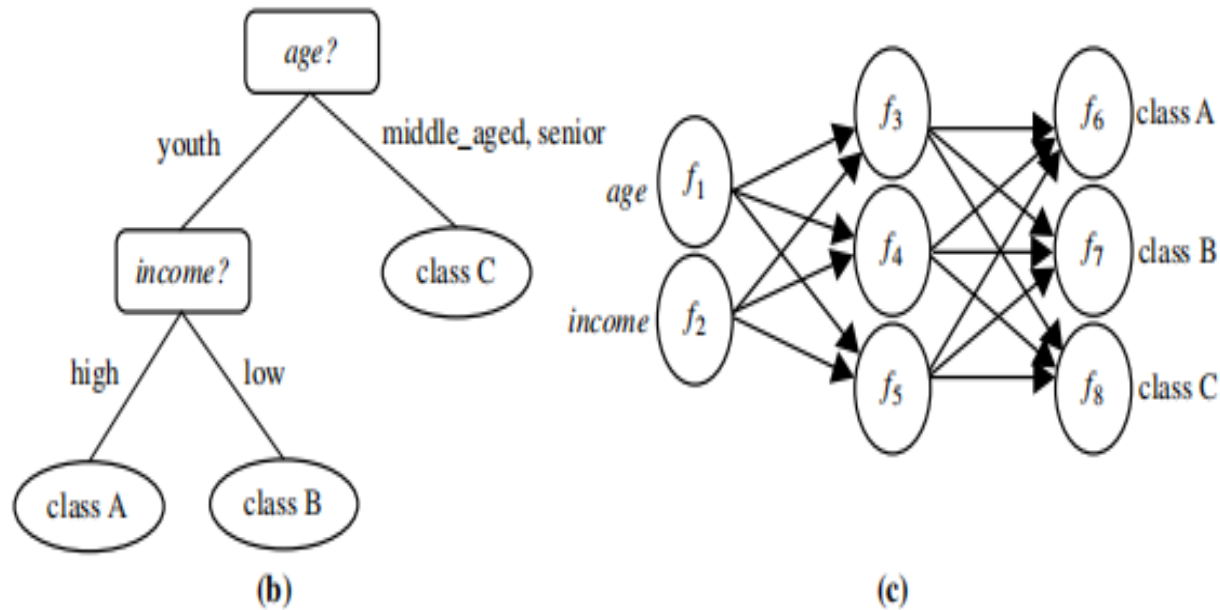 age?
youth
middle_aged, senior
income?
class C
high
low
class A
class B
(b)
age
income
f1
f2
f3
f4
f5
f6
f7
f8
class A
class B
class C
(c)